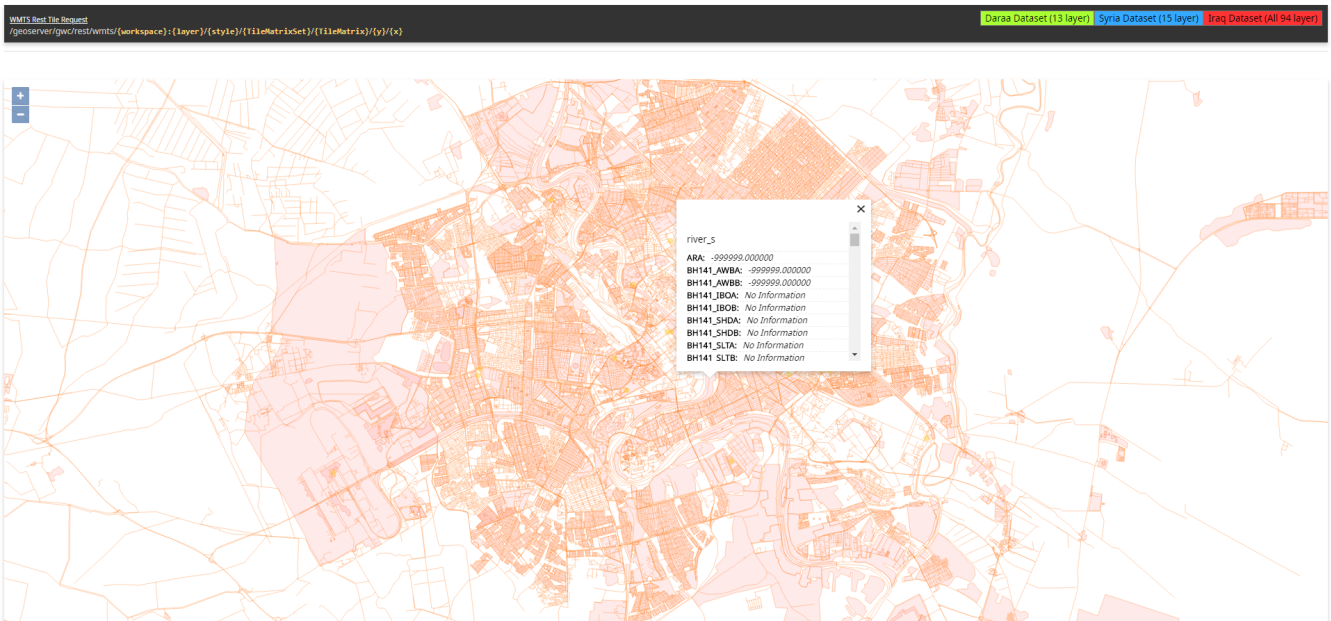 WMTS Rest Tile Request
/geoserver/gwc/rest/wmts/{workspace}:{layer}/{style}/{TileMatrixSet}/{TileMatrix}/{y}/{x}
Daraa Dataset (13 layer) Syria Dataset (15 layer) Iraq Dataset (All 94 layer)
+
−
×
river_s
ARA: -999999.000000
BH141_AWBA: -999999.000000
BH141_AWBB: -999999.000000
BH141_IBOA: No Information
BH141_IBOB: No Information
BH141_SHDA: No Information
BH141_SHDB: No Information
BH141_SLTA: No Information
BH141_SLTB: No Information